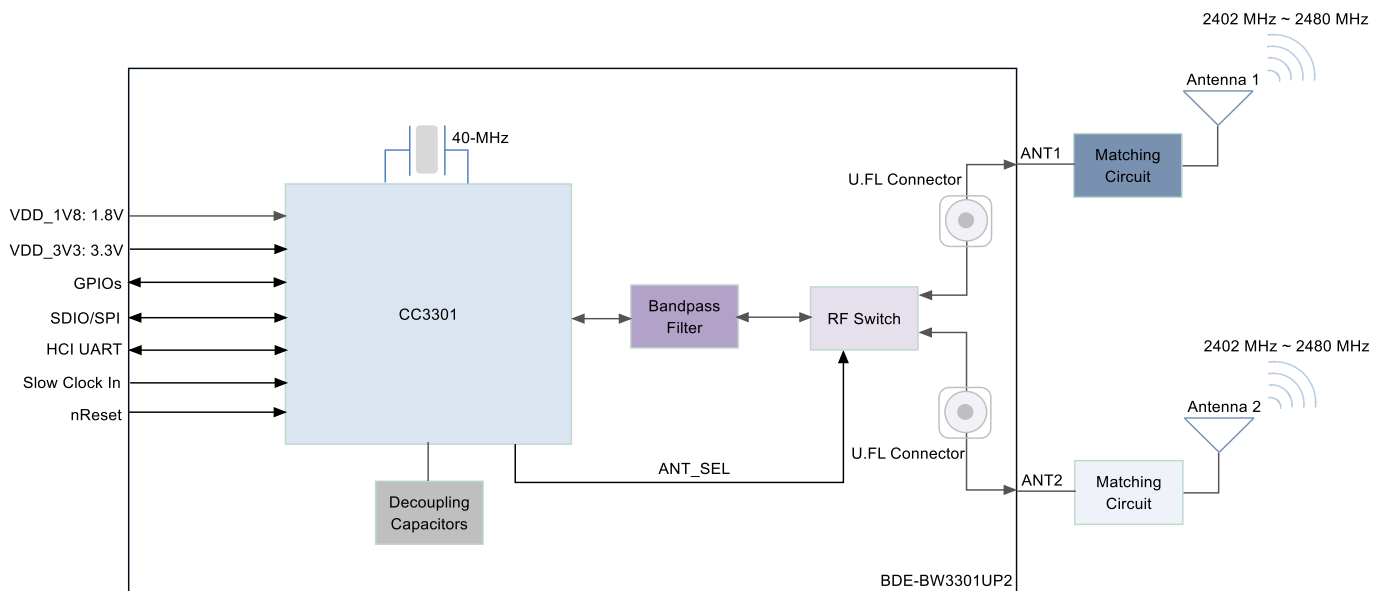 2402 MHz ~ 2480 MHz
Antenna 1
40-MHz
ANT1
Matching
Circuit
U.FL Connector
VDD_1V8: 1.8V
VDD_3V3: 3.3V
GPIOs
SDIO/SPI
HCI UART
Slow Clock In
nReset
CC3301
Bandpass
Filter
RF Switch
2402 MHz ~ 2480 MHz
Antenna 2
U.FL Connector
ANT_SEL
ANT2
Matching
Circuit
Decoupling
Capacitors
BDE-BW3301UP2